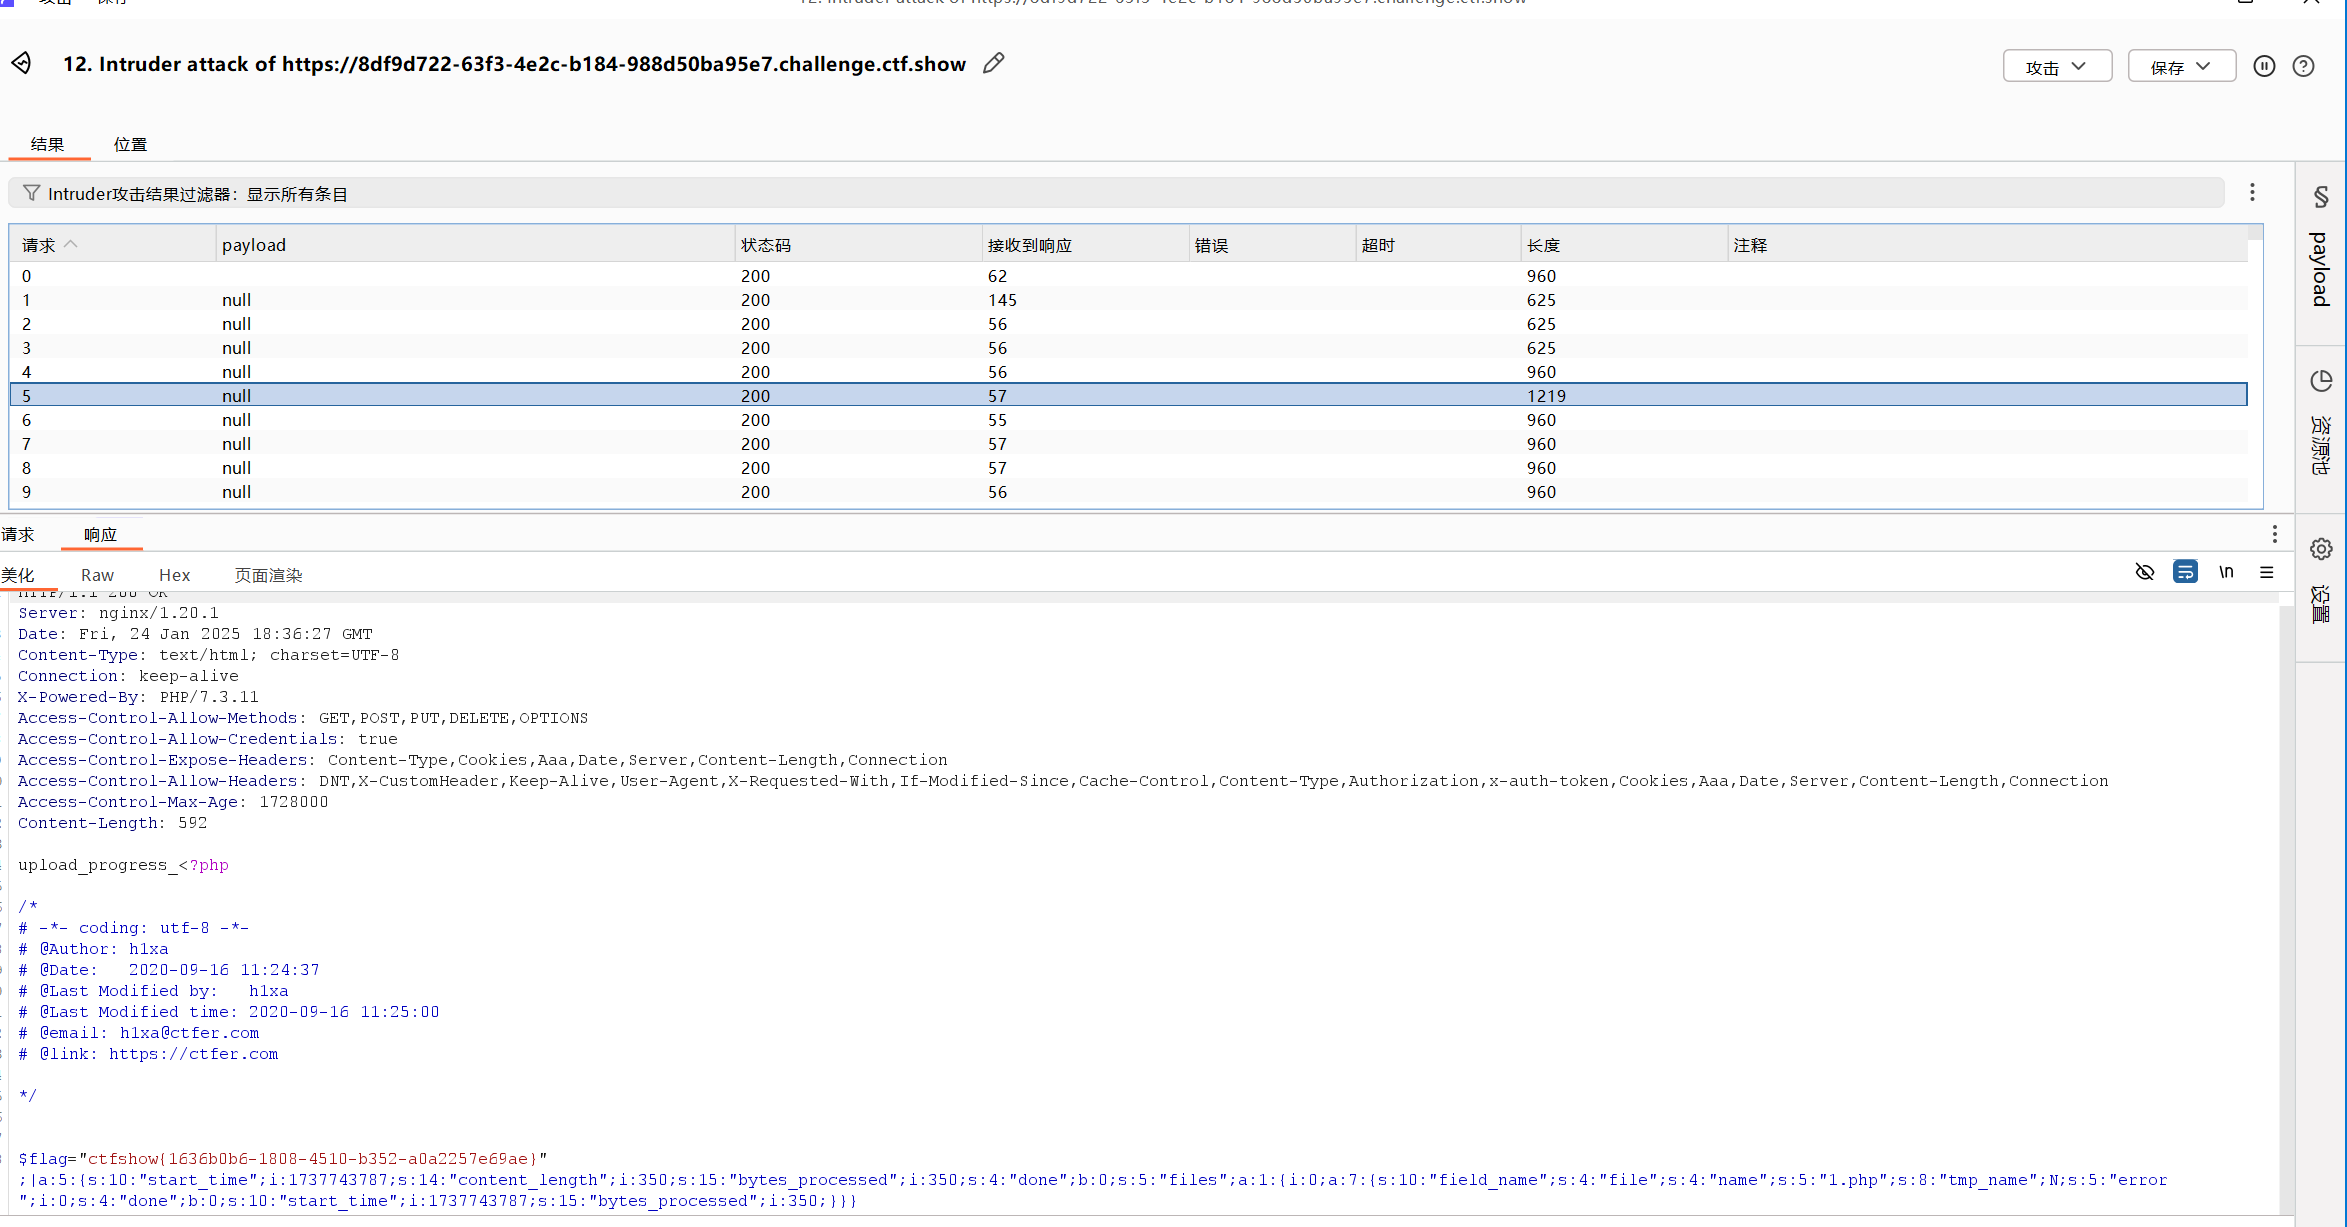 12. Intruder attack of https://8df9d722-63f3-4e2c-b184-988d50ba95e7.challenge.ctf.show
攻击
保存
结果
位置
Intruder攻击结果过滤器：显示所有条目
请求 payload 状态码 接收到响应 错误 超时 长度 注释
0 200 62 960
1 null 200 145 625
2 null 200 56 625
3 null 200 56 625
4 null 200 56 960
5 null 200 57 1219
6 null 200 55 960
7 null 200 57 960
8 null 200 57 960
9 null 200 56 960
payload
资源池
设置
请求 响应
美化 Raw Hex 页面渲染
\n
HTTP/1.1 200 OK
Server: nginx/1.20.1
Date: Fri, 24 Jan 2025 18:36:27 GMT
Content-Type: text/html; charset=UTF-8
Connection: keep-alive
X-Powered-By: PHP/7.3.11
Access-Control-Allow-Methods: GET,POST,PUT,DELETE,OPTIONS
Access-Control-Allow-Credentials: true
Access-Control-Expose-Headers: Content-Type,Cookies,Aaa,Date,Server,Content-Length,Connection
Access-Control-Allow-Headers: DNT,X-CustomHeader,Keep-Alive,User-Agent,X-Requested-With,If-Modified-Since,Cache-Control,Content-Type,Authorization,x-auth-token,Cookies,Aaa,Date,Server,Content-Length,Connection
Access-Control-Max-Age: 1728000
Content-Length: 592
upload_progress_<?php
/*
# -*- coding: utf-8 -*-
# @Author: h1xa
# @Date:   2020-09-16 11:24:37
# @Last Modified by:   h1xa
# @Last Modified time: 2020-09-16 11:25:00
# @email: h1xa@ctfer.com
# @link: https://ctfer.com
*/
$flag="ctfshow{1636b0b6-1808-4510-b352-a0a2257e69ae}"
;|a:5:{s:10:"start_time";i:1737743787;s:14:"content_length";i:350;s:15:"bytes_processed";i:350;s:4:"done";b:0;s:5:"files";a:1:{i:0;a:7:{s:10:"field_name";s:4:"file";s:4:"name";s:5:"1.php";s:8:"tmp_name";N;s:5:"error
";i:0;s:4:"done";b:0;s:10:"start_time";i:1737743787;s:15:"bytes_processed";i:350;}}}